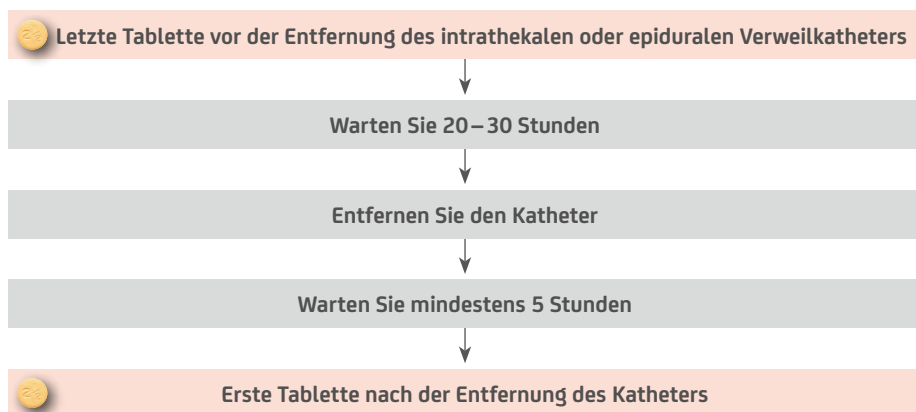 Letzte Tablette vor der Entfernung des intrathekalen oder epiduralen Verweilkatheters
Warten Sie 20–30 Stunden
Entfernen Sie den Katheter
Warten Sie mindestens 5 Stunden
Erste Tablette nach der Entfernung des Katheters